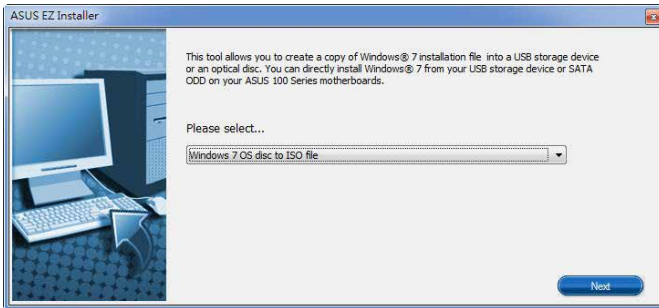 ASUS EZ Installer
This tool allows you to create a copy of Windows® 7 installation file into a USB storage device
or an optical disc. You can directly install Windows® 7 from your USB storage device or SATA
ODD on your ASUS 100 Series motherboards.
Please select...
Windows 7 OS disc to ISO file
Next